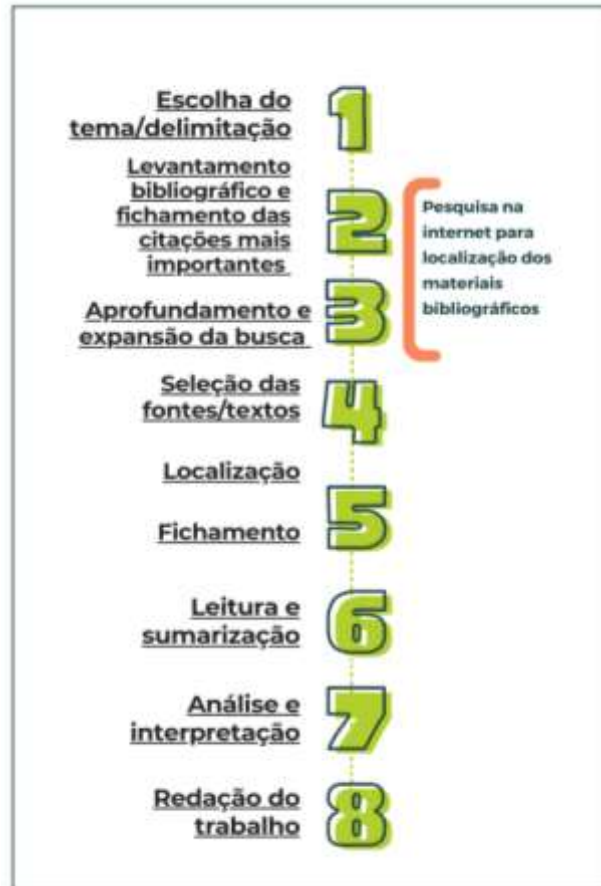 Escolha do
tema/delimitação
1
Levantamento
bibliográfico e
fichamento das
citações mais
importantes
2
Pesquisa na
internet para
localização dos
materiais
bibliográficos
Aprofundamento e
expansão da busca
3
Seleção das
fontes/textos
4
Localização
Fichamento
5
Leitura e
sumarização
6
Análise e
interpretação
7
Redação do
trabalho
8